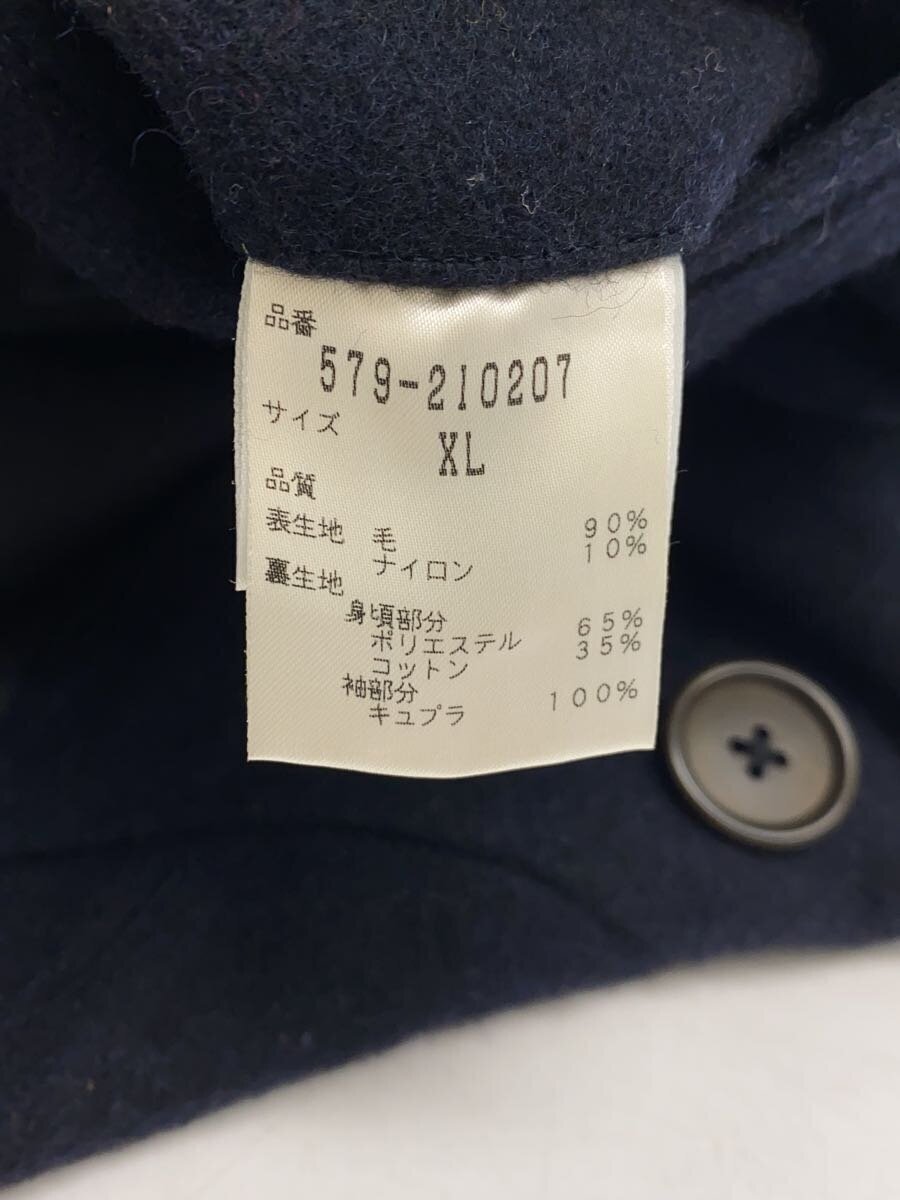 品番
579-210207
サイズ
XL
品質
表生地 毛 90%
ナイロン 10%
裏生地
身頃部分
ポリエステル 65%
コットン 35%
袖部分
キュプラ 100%